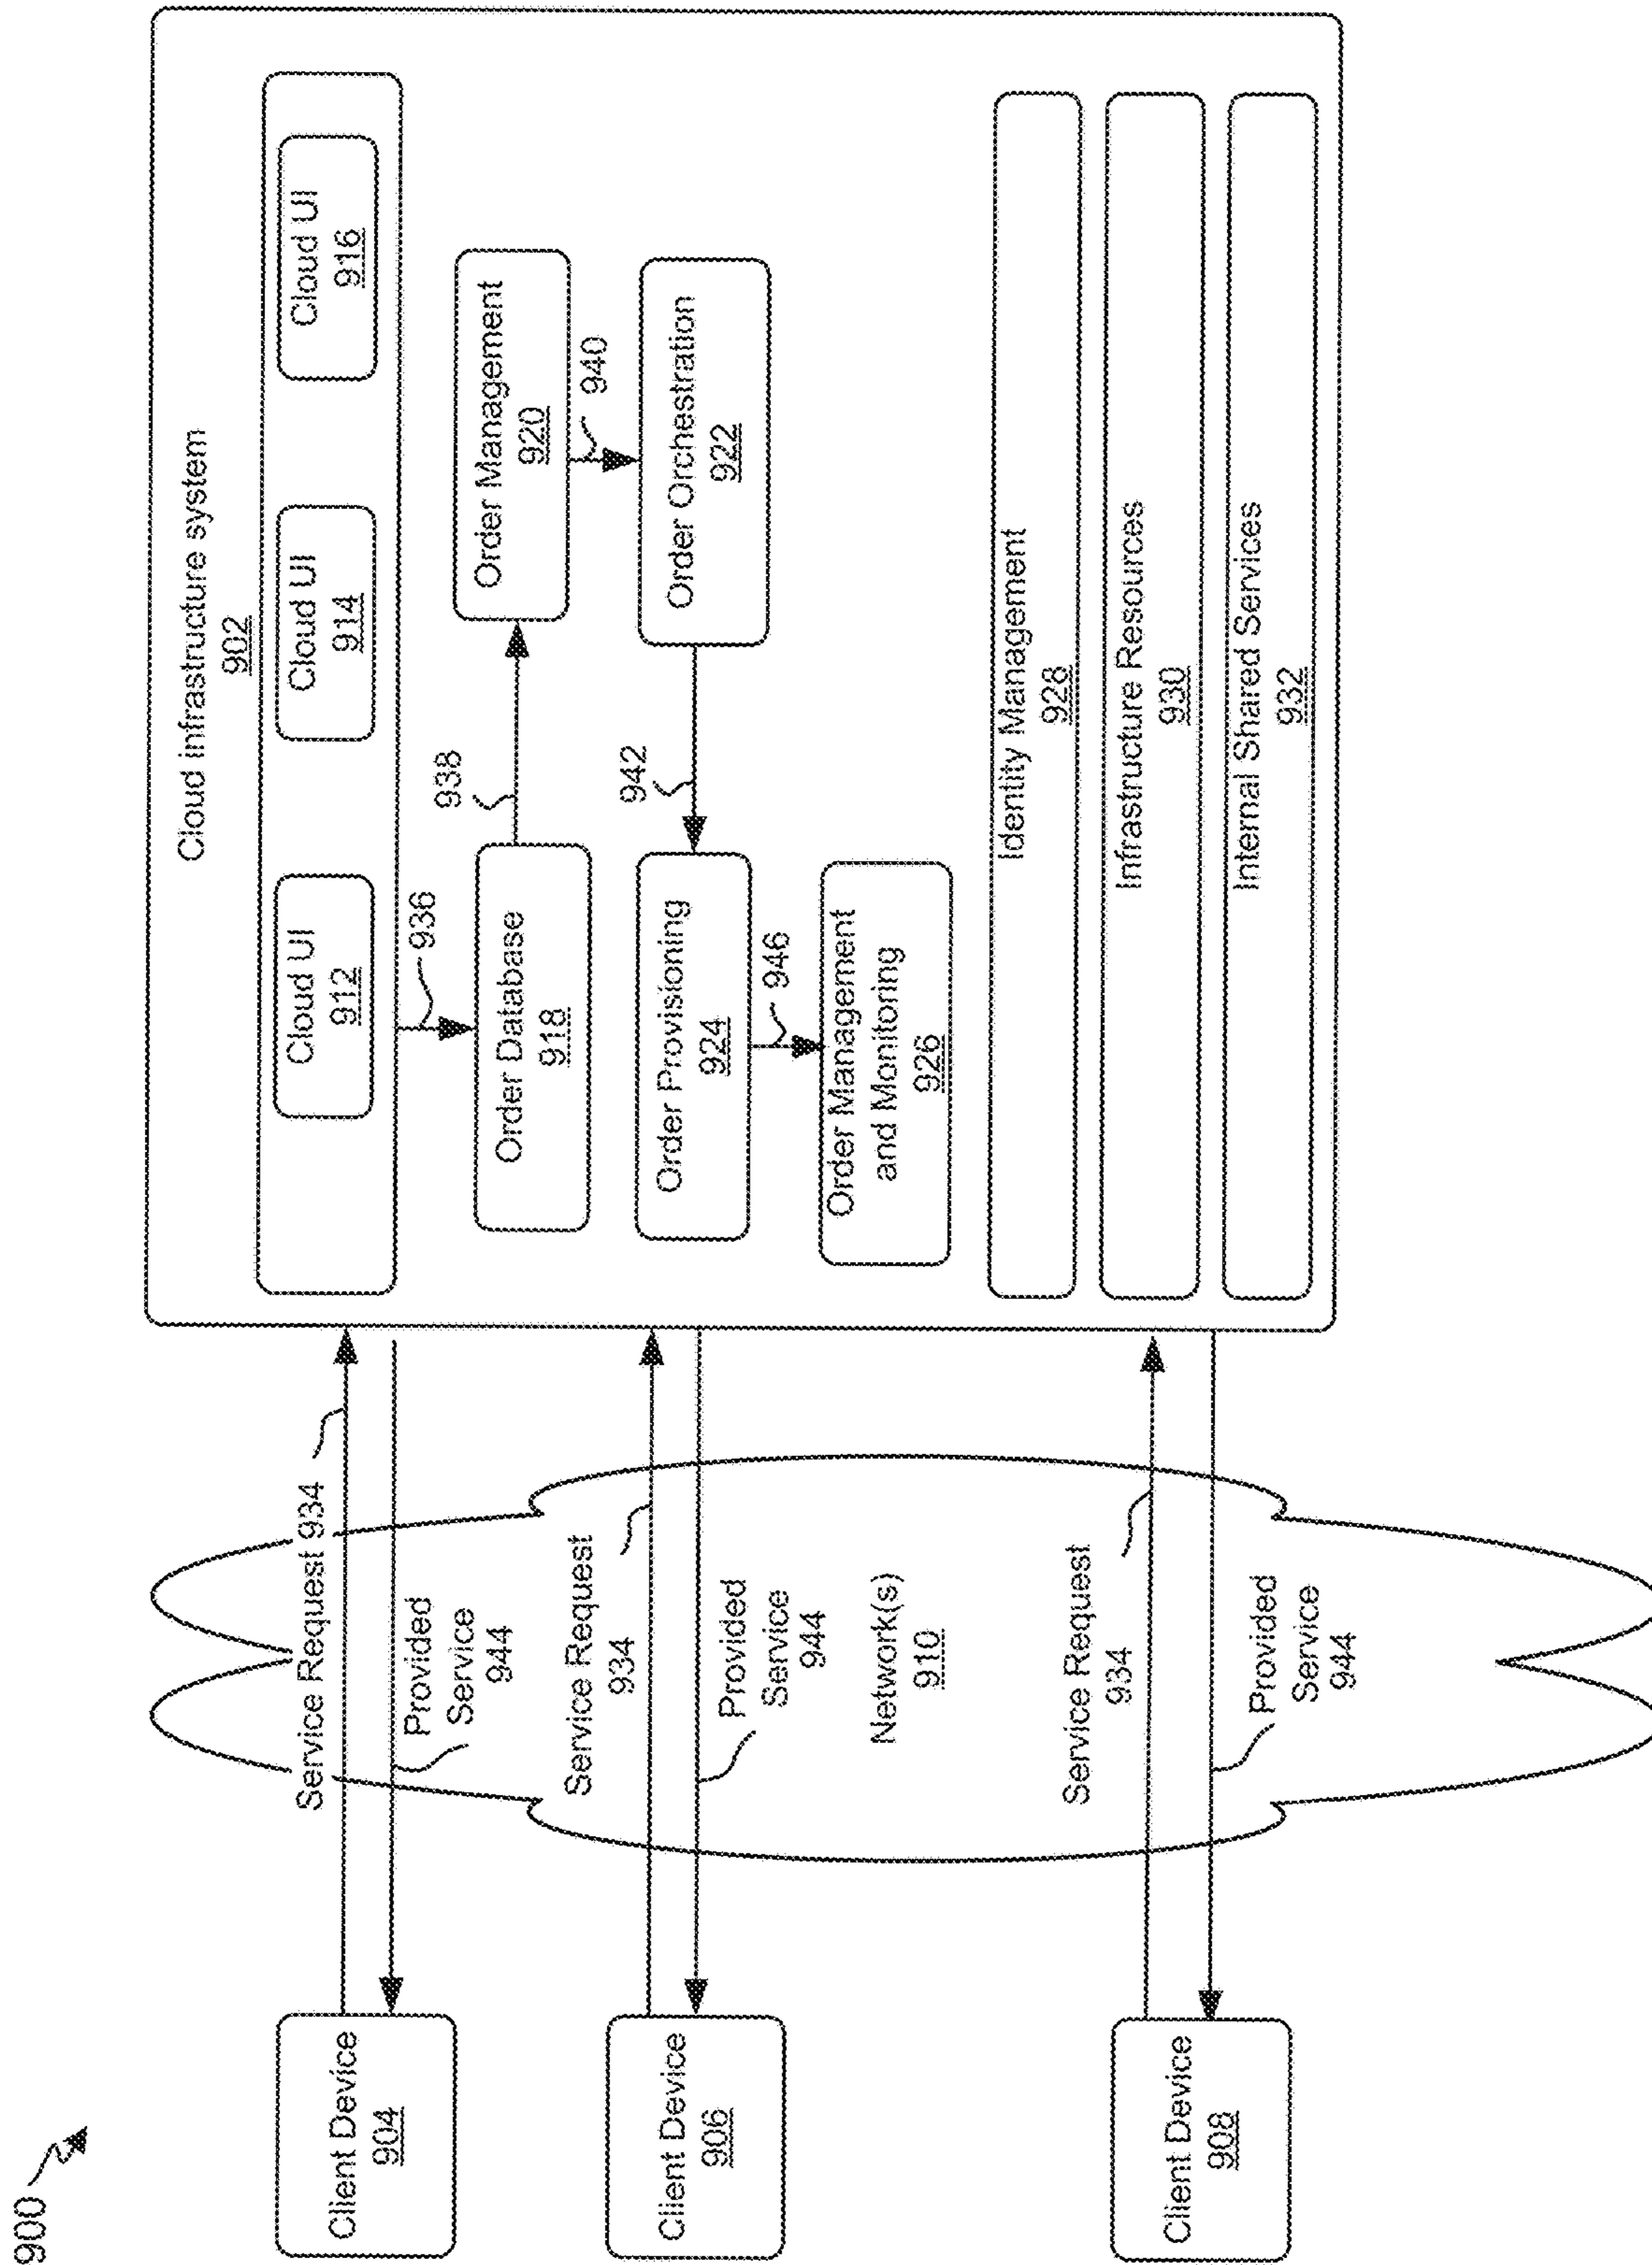 900
Client Device
904
Client Device
906
Client Device
908
Service Request 934
Provided
Service
944
Service Request
934
Provided
Service
944
Network(s)
910
Service Request
934
Provided
Service
944
Cloud infrastructure system
902
Cloud UI
912
Cloud UI
914
Cloud UI
916
936
Order Database
918
938
Order Management
920
940
Order Orchestration
922
942
Order Provisioning
924
946
Order Management
and Monitoring
926
Identity Management
928
Infrastructure Resources
930
Internal Shared Services
932